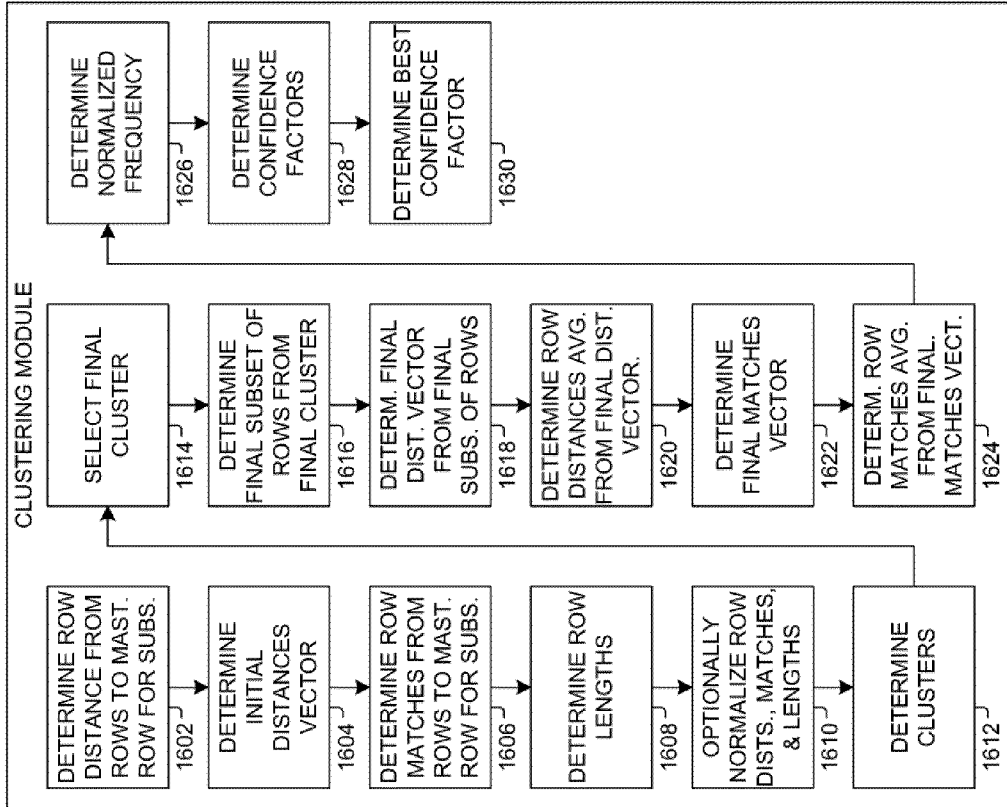 CLUSTERING MODULE
DETERMINE ROW
DISTANCE FROM
ROWS TO MAST.
ROW FOR SUBS.
1602
DETERMINE
INITIAL
DISTANCES
VECTOR
1604
DETERMINE ROW
MATCHES FROM
ROWS TO MAST.
ROW FOR SUBS.
1606
DETERMINE ROW
LENGTHS
1608
OPTIONALLY
NORMALIZE ROW
DISTS., MATCHES,
& LENGTHS
1610
DETERMINE
CLUSTERS
1612
SELECT FINAL
CLUSTER
1614
DETERMINE
FINAL SUBSET OF
ROWS FROM
FINAL CLUSTER
1616
DETERM. FINAL
DIST. VECTOR
FROM FINAL
SUBS. OF ROWS
1618
DETERMINE ROW
DISTANCES AVG.
FROM FINAL DIST.
VECTOR.
1620
DETERMINE
FINAL MATCHES
VECTOR
1622
DETERM. ROW
MATCHES AVG.
FROM FINAL.
MATCHES VECT.
1624
DETERMINE
NORMALIZED
FREQUENCY
1626
DETERMINE
CONFIDENCE
FACTORS
1628
DETERMINE BEST
CONFIDENCE
FACTOR
1630